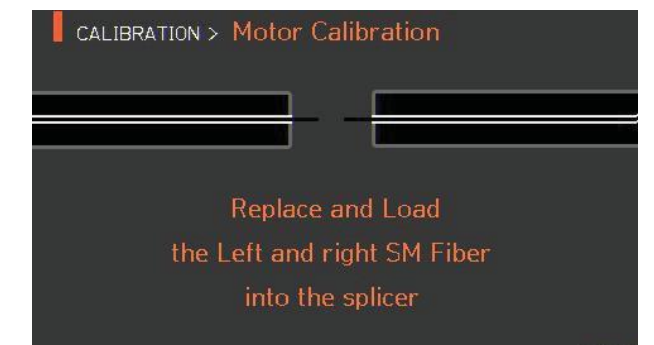 CALIBRATION > Motor Calibration
Replace and Load
the Left and right SM Fiber
into the splicer